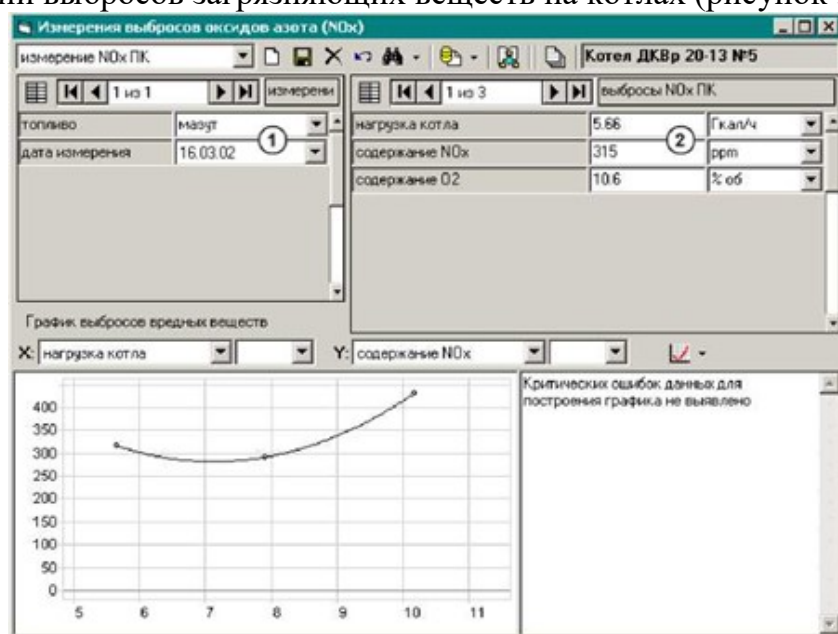 ии выбросов загрязняющих веществ на котлах (рисунок
Измерения выбросов оксидов азота (NOx)
измерение NOx ПК
Котел ДКВр 20-13 №5
1 из 1
измерени
1 из 3
выбросы NOx ПК
топливо мазут
1
дата измерения 16.03.02
нагрузка котла 5.66 Гкал/ч
2
содержание NOx 315 ppm
содержание O2 10.6 % об
График выбросов вредных веществ
X: нагрузка котла Y: содержание NOx
400
350
300
250
200
150
100
50
0
5 6 7 8 9 10 11
Критических ошибок данных для
построения графика не выявлено